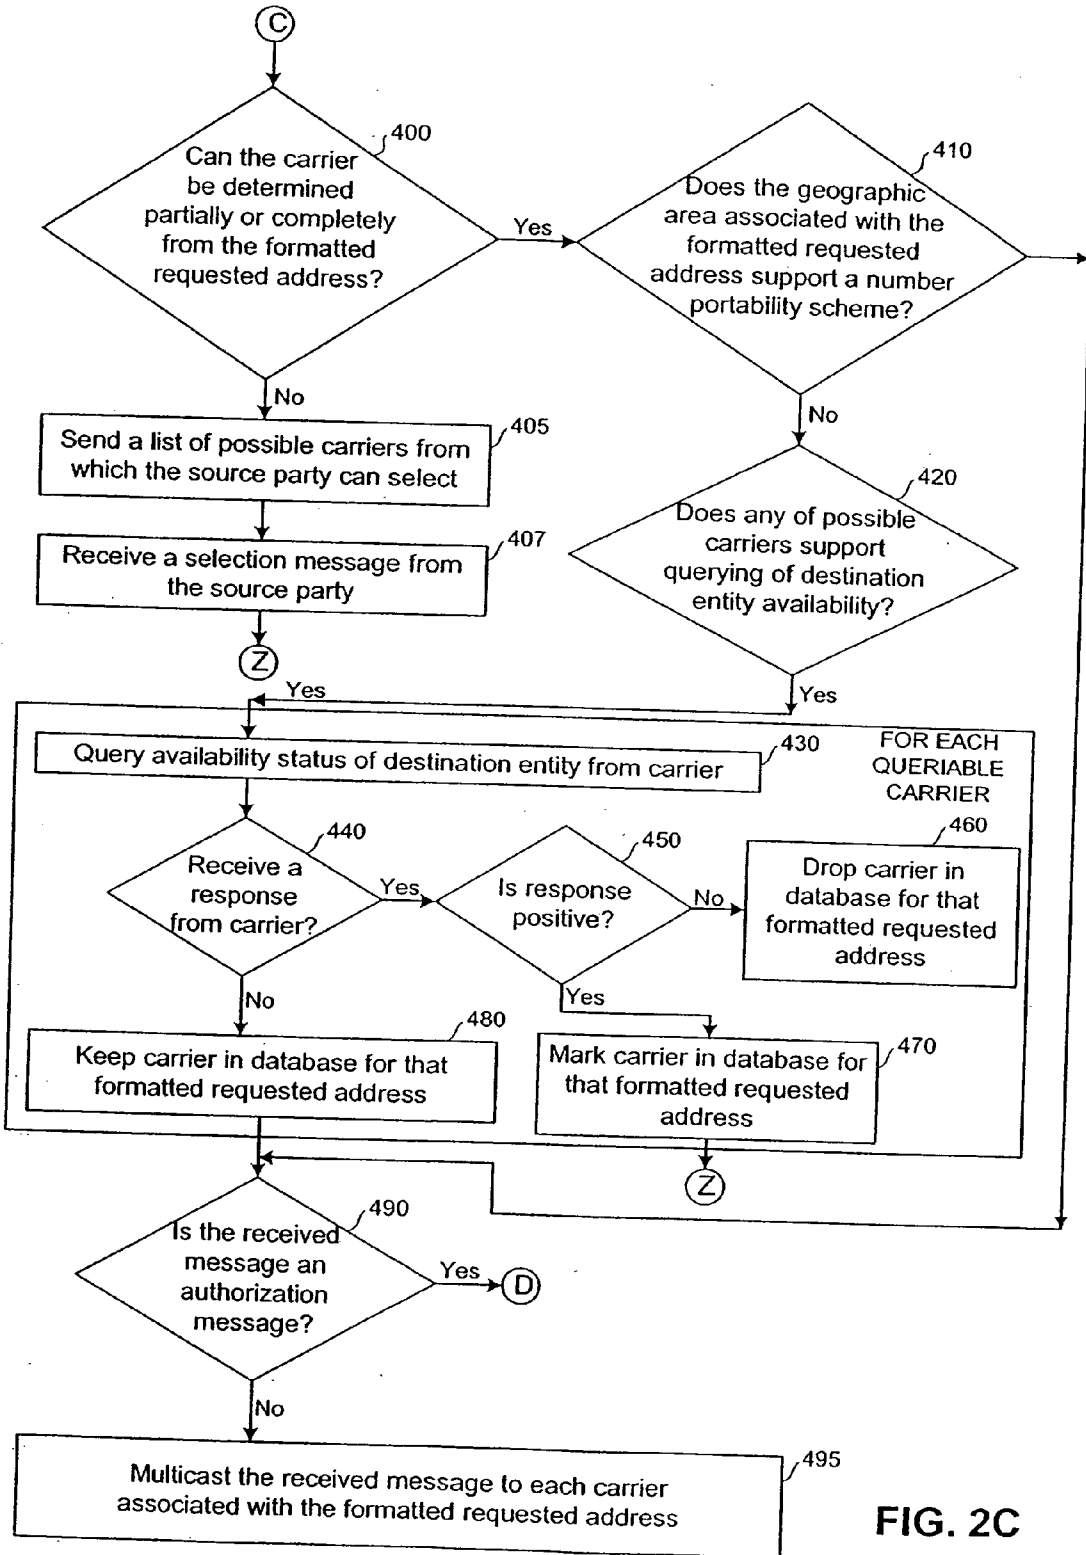 C
400
Can the carrier
be determined
partially or completely
from the formatted
requested address?
Yes
No
410
Does the geographic
area associated with the
formatted requested
address support a number
portability scheme?
No
405
Send a list of possible carriers from
which the source party can select
407
Receive a selection message from
the source party
Z
420
Does any of possible
carriers support
querying of destination
entity availability?
Yes
Yes
FOR EACH
QUERIABLE
CARRIER
430
Query availability status of destination entity from carrier
440
Receive a
response
from carrier?
Yes
No
450
Is response
positive?
No
Yes
460
Drop carrier in
database for that
formatted requested
address
480
Keep carrier in database for that
formatted requested address
470
Mark carrier in database for
that formatted requested
address
Z
490
Is the received
message an
authorization
message?
Yes
D
No
495
Multicast the received message to each carrier
associated with the formatted requested address
FIG. 2C